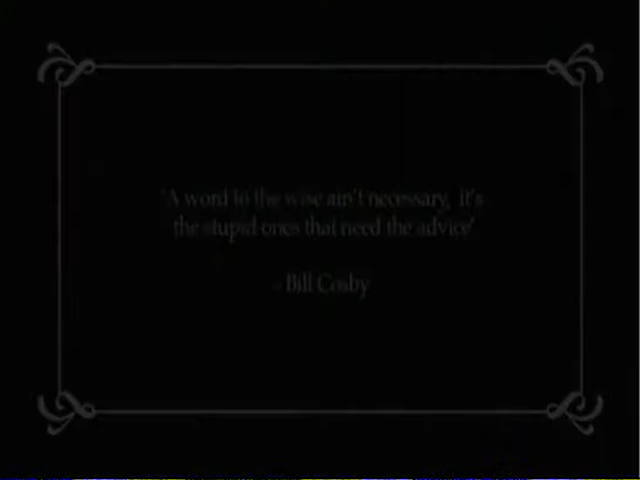 'A word to the wise ain't necessary, it's
the stupid ones that need the advice'
- Bill Cosby